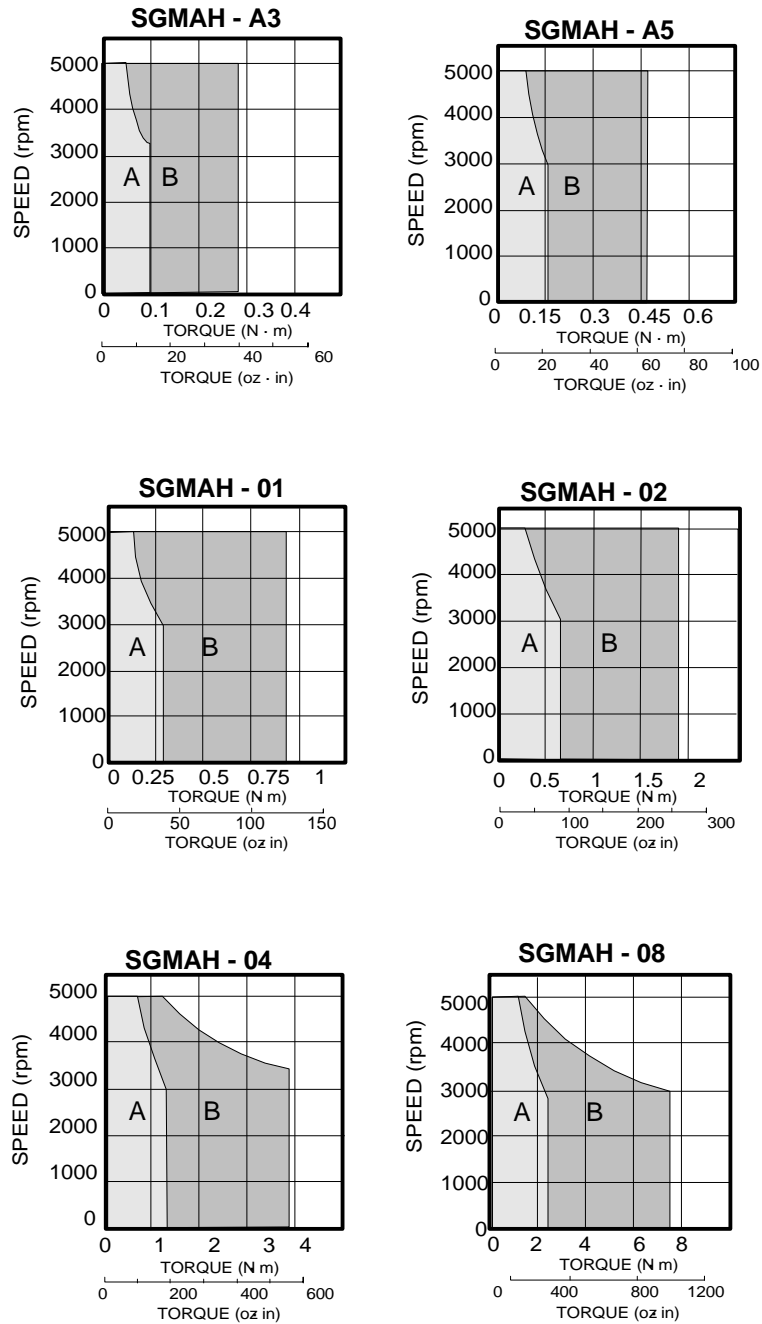 SGMAH - A3
SPEED (rpm)
5000
4000
3000
2000
1000
0
A B
0 0.1 0.2 0.3 0.4
TORQUE (N · m)
0 20 40 60
TORQUE (oz · in)
SGMAH - A5
SPEED (rpm)
5000
4000
3000
2000
1000
0
A B
0 0.15 0.3 0.45 0.6
TORQUE (N · m)
0 20 40 60 80 100
TORQUE (oz · in)
SGMAH - 01
SPEED (rpm)
5000
4000
3000
2000
1000
0
A B
0 0.25 0.5 0.75 1
TORQUE (N m)
0 50 100 150
TORQUE (oz in)
SGMAH - 02
SPEED (rpm)
5000
4000
3000
2000
1000
0
A B
0 0.5 1 1.5 2
TORQUE (N m)
0 100 200 300
TORQUE (oz in)
SGMAH - 04
SPEED (rpm)
5000
4000
3000
2000
1000
0
A B
0 1 2 3 4
TORQUE (N m)
0 200 400 600
TORQUE (oz in)
SGMAH - 08
SPEED (rpm)
5000
4000
3000
2000
1000
0
A B
0 2 4 6 8
TORQUE (N m)
0 400 800 1200
TORQUE (oz in)